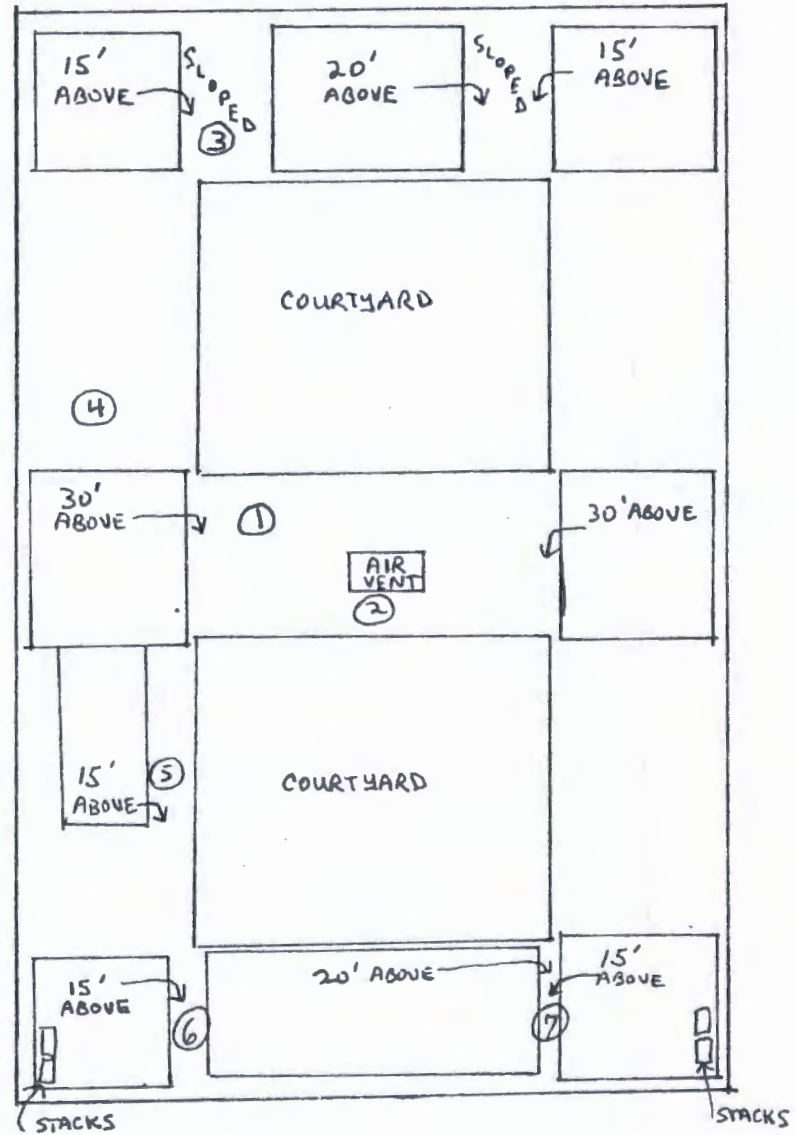 15'
ABOVE
SLOPED
3
20'
ABOVE
SLOPED
15'
ABOVE
COURTYARD
4
30'
ABOVE
1
AIR
VENT
2
30' ABOVE
15'
ABOVE
5
COURTYARD
15'
ABOVE
6
20' ABOVE
7
15'
ABOVE
STACKS
STACKS